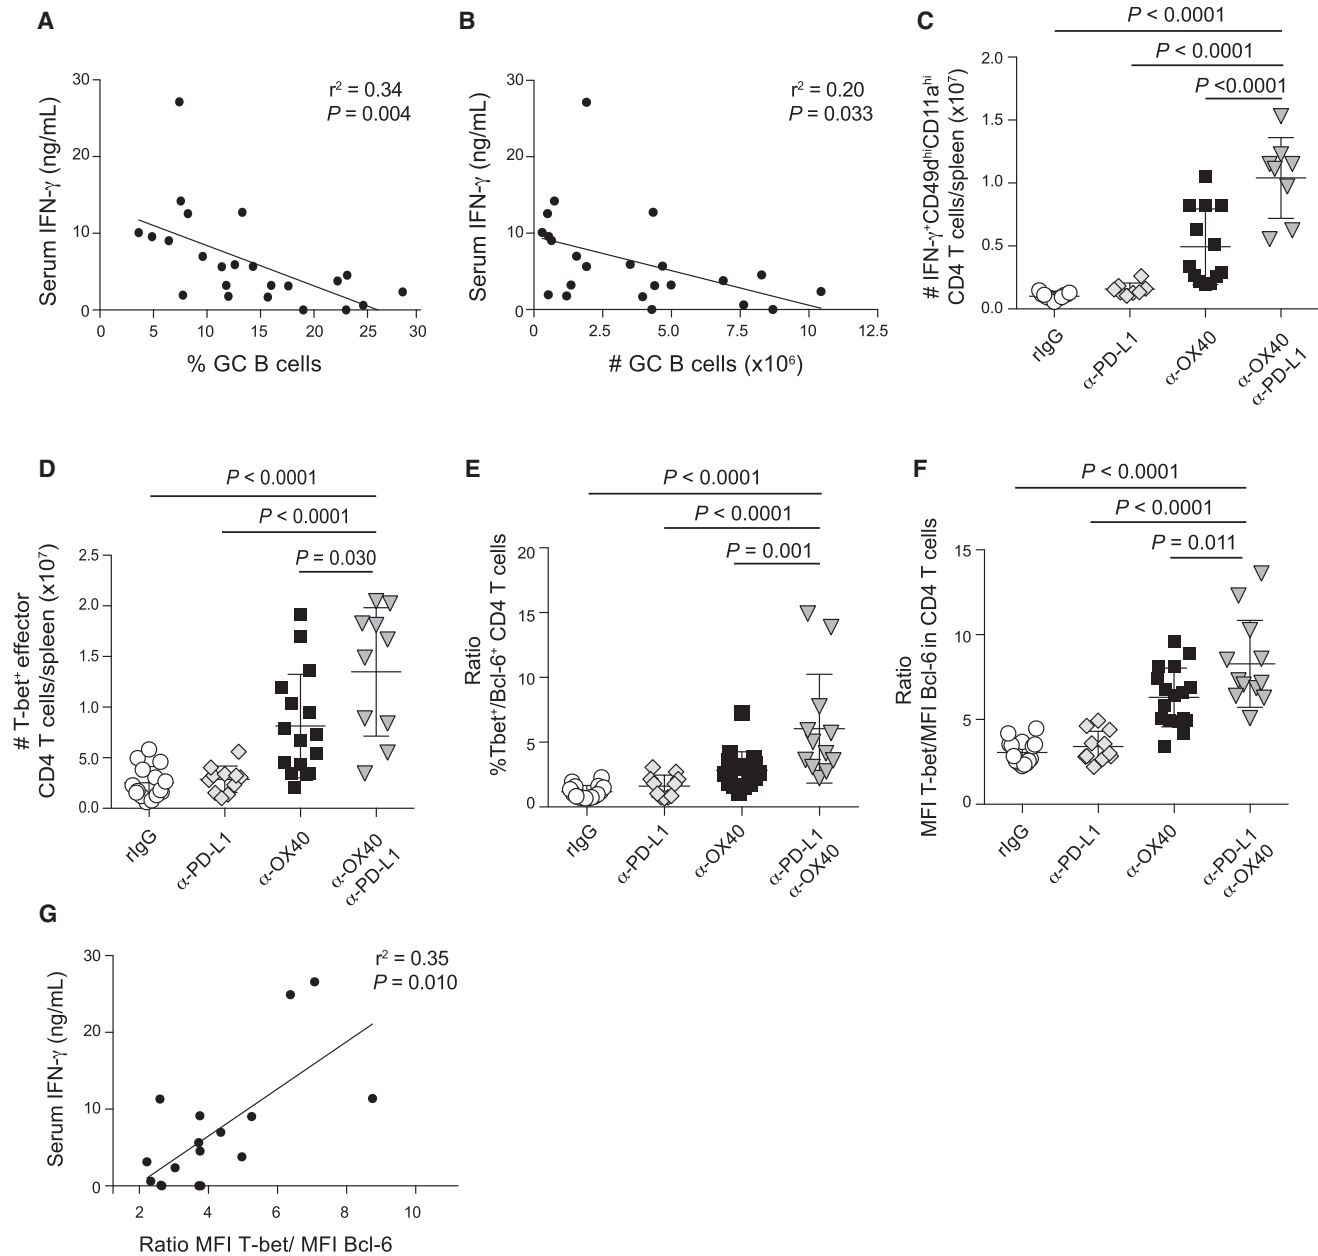 A
Serum IFN-γ (ng/mL)
30
20
10
0
0 5 10 15 20 25 30
% GC B cells
r² = 0.34
P = 0.004
B
Serum IFN-γ (ng/mL)
30
20
10
0
0 2.5 5.0 7.5 10 12.5
# GC B cells (x10⁶)
r² = 0.20
P = 0.033
C
P < 0.0001
P < 0.0001
P <0.0001
# IFN-γ⁺CD49dʰⁱCD11aʰⁱ
CD4 T cells/spleen (x10⁷)
2.0
1.5
1.0
0.5
0.0
rIgG
α-PD-L1
α-OX40
α-OX40
α-PD-L1
D
P < 0.0001
P < 0.0001
P = 0.030
# T-bet⁺ effector
CD4 T cells/spleen (x10⁷)
2.5
2.0
1.5
1.0
5.0
0.0
rIgG
α-PD-L1
α-OX40
α-OX40
α-PD-L1
E
P < 0.0001
P < 0.0001
P = 0.001
Ratio
%Tbet⁺/Bcl-6⁺ CD4 T cells
20
15
10
5
0
rIgG
α-PD-L1
α-OX40
α-PD-L1
α-OX40
F
P < 0.0001
P < 0.0001
P = 0.011
Ratio
MFI T-bet/MFI Bcl-6 in CD4 T cells
15
10
5
0
rIgG
α-PD-L1
α-OX40
α-PD-L1
α-OX40
G
Serum IFN-γ (ng/mL)
30
20
10
0
2 4 6 8 10
Ratio MFI T-bet/ MFI Bcl-6
r² = 0.35
P = 0.010